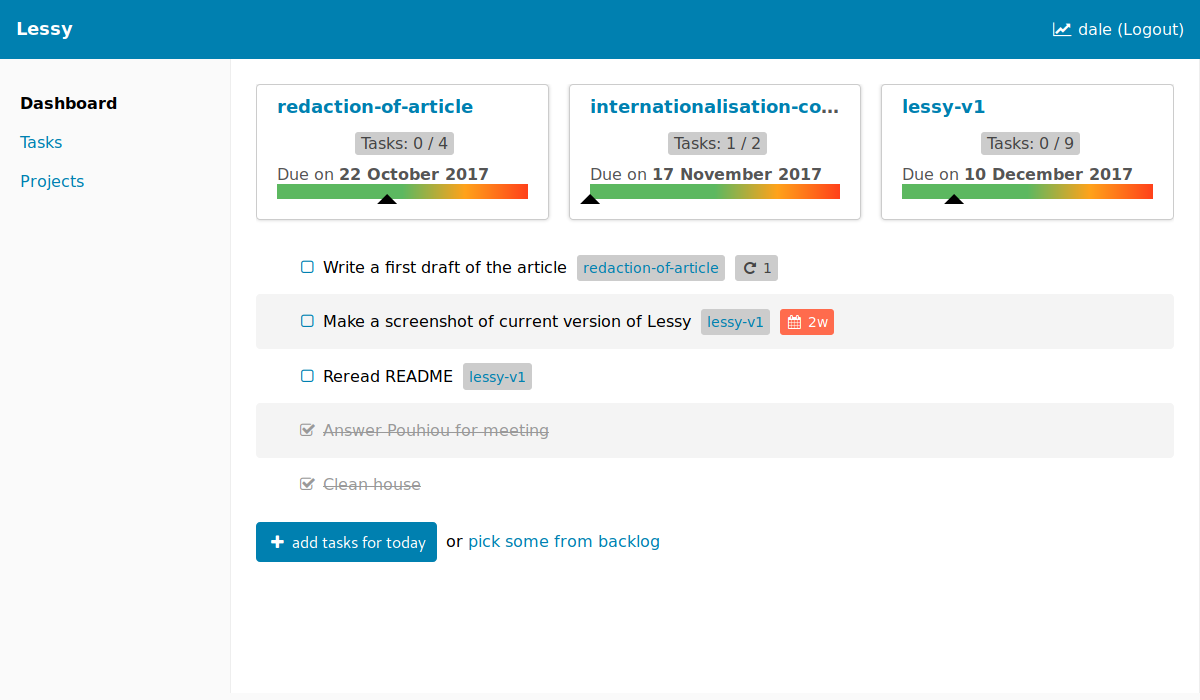 Lessy
dale (Logout)
Dashboard
Tasks
Projects
redaction-of-article
Tasks: 0 / 4
Due on 22 October 2017
internationalisation-co...
Tasks: 1 / 2
Due on 17 November 2017
lessy-v1
Tasks: 0 / 9
Due on 10 December 2017
Write a first draft of the article redaction-of-article 1
Make a screenshot of current version of Lessy lessy-v1 2w
Reread README lessy-v1
Answer Pouhiou for meeting
Clean house
add tasks for today or pick some from backlog